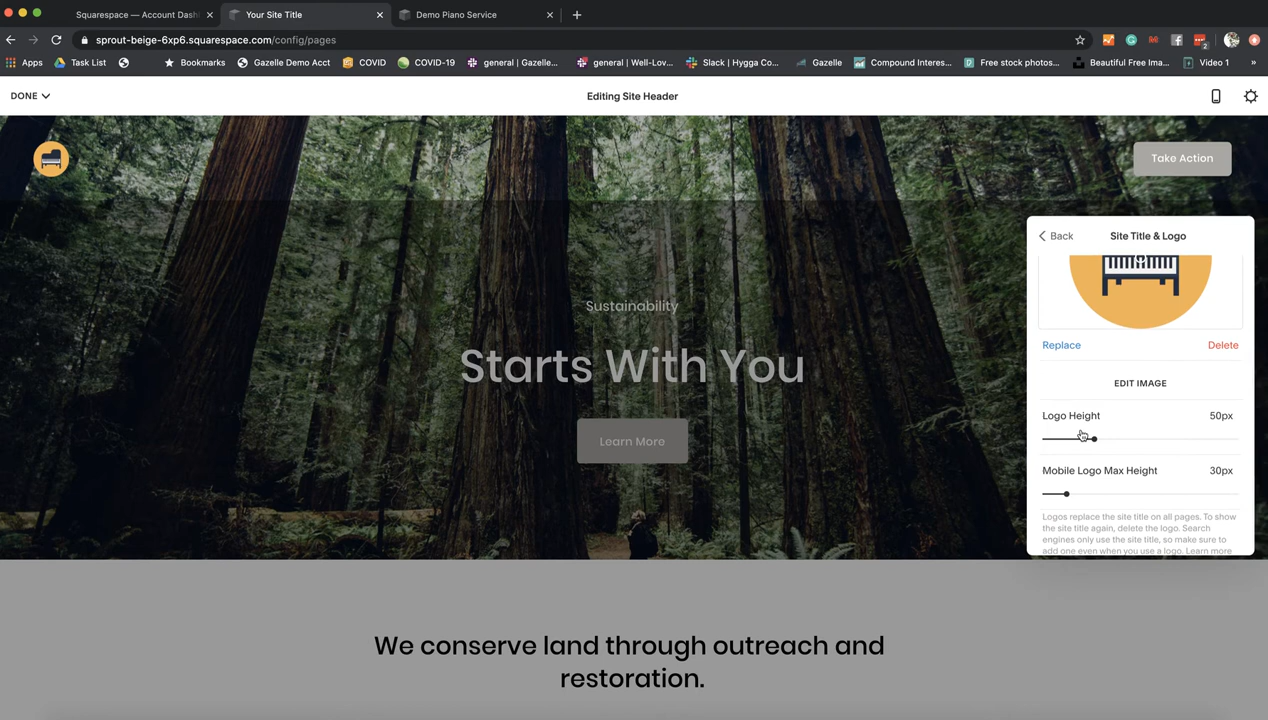 Squarespace — Account Dash
Your Site Title
Demo Piano Service
sprout-beige-6xp6.squarespace.com/config/pages
Apps
Task List
Bookmarks
Gazelle Demo Acct
COVID
COVID-19
general | Gazelle...
general | Well-Lov...
Slack | Hygga Co...
Gazelle
Compound Interes...
Free stock photos...
Beautiful Free Ima...
Video 1
»
DONE
Editing Site Header
Take Action
Back
Site Title & Logo
Sustainability
Starts With You
Learn More
Replace
Delete
EDIT IMAGE
Logo Height
50px
Mobile Logo Max Height
30px
Logos replace the site title on all pages. To show
the site title again, delete the logo. Search
engines only use the site title, so make sure to
add one even when you use a logo. Learn more
We conserve land through outreach and
restoration.